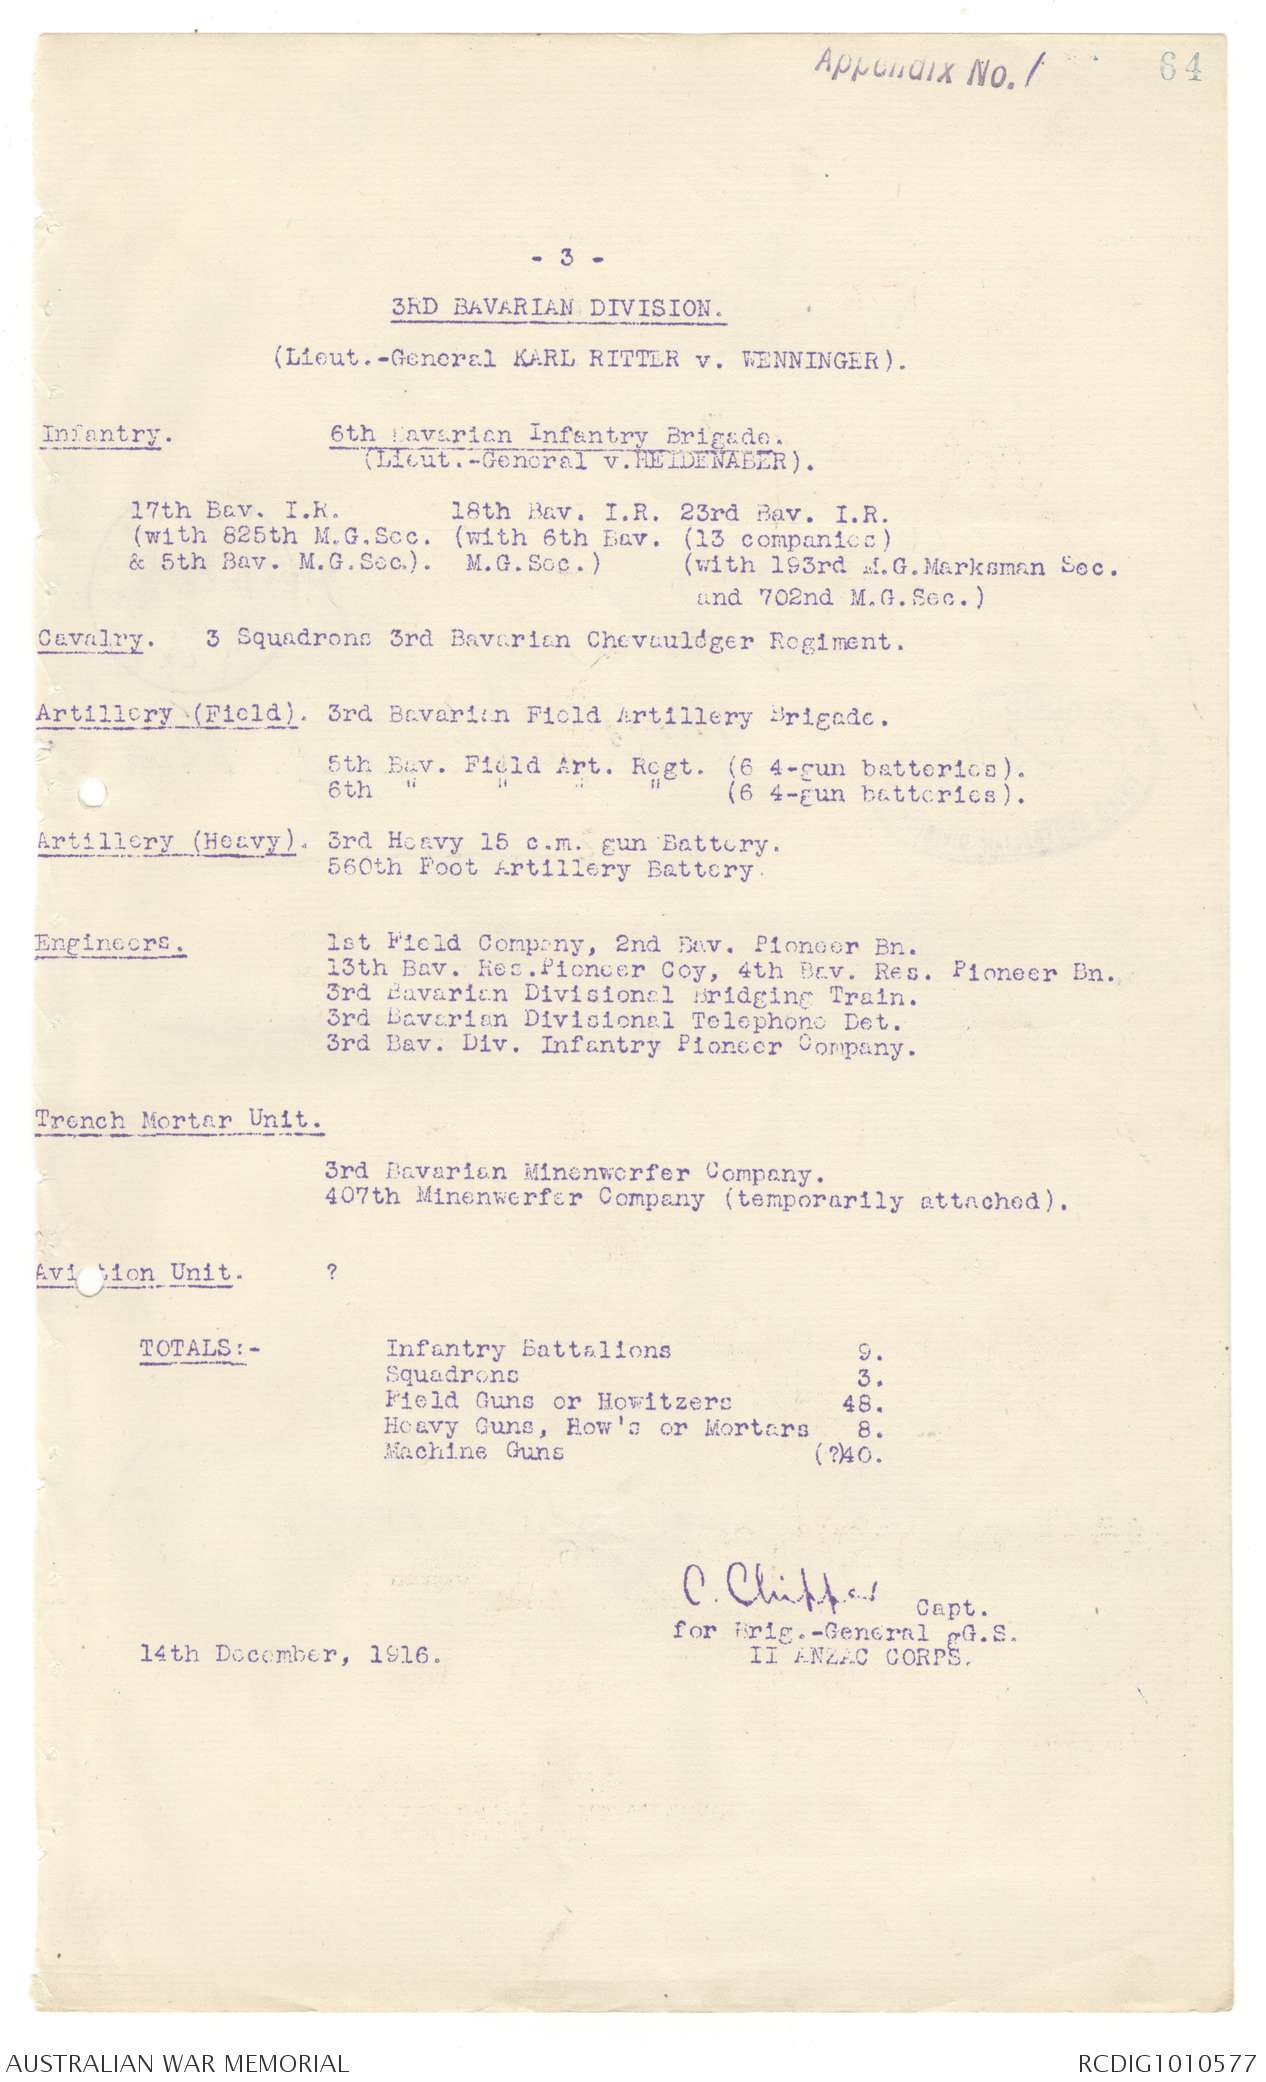 Appendix No. 1
64
- 3 -
3RD BAVARIAN DIVISION.
(Lieut.-General KARL RITTER v. WENNINGER).
Infantry. 6th Bavarian Infantry Brigade.
(Lieut.-General v.HEIDENABER).
17th Bav. I.R. 18th Bav. I.R. 23rd Bav. I.R.
(with 825th M.G.Sec. (with 6th Bav. (13 companies)
& 5th Bav. M.G.Sec.). M.G.Sec.) (with 193rd M.G.Marksman Sec.
and 702nd M.G.Sec.)
Cavalry. 3 Squadrons 3rd Bavarian Chevauléger Regiment.
Artillery (Field). 3rd Bavarian Field Artillery Brigade.
5th Bav. Field Art. Regt. (6 4-gun batteries).
6th " " " " (6 4-gun batteries).
Artillery (Heavy). 3rd Heavy 15 c.m. gun Battery.
560th Foot Artillery Battery.
Engineers. 1st Field Company, 2nd Bav. Pioneer Bn.
13th Bav. Res.Pioneer Coy, 4th Bav. Res. Pioneer Bn.
3rd Bavarian Divisional Bridging Train.
3rd Bavarian Divisional Telephone Det.
3rd Bav. Div. Infantry Pioneer Company.
Trench Mortar Unit.
3rd Bavarian Minenwerfer Company.
407th Minenwerfer Company (temporarily attached).
Aviation Unit. ?
TOTALS:- Infantry Battalions 9.
Squadrons 3.
Field Guns or Howitzers 48.
Heavy Guns, How's or Mortars 8.
Machine Guns (?)40.
C. Chipper Capt.
for Brig.-General gG.S.
14th December, 1916. II ANZAC CORPS.
AUSTRALIAN WAR MEMORIAL
RCDIG1010577